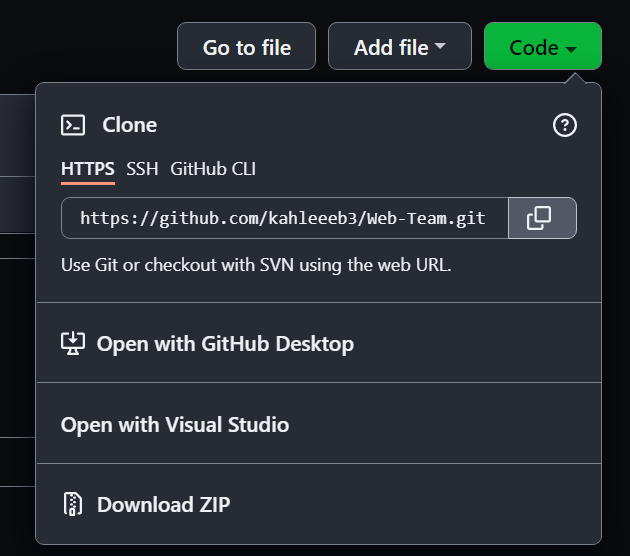 Go to file Add file Code
Clone
HTTPS SSH GitHub CLI
https://github.com/kahleeeb3/Web-Team.git
Use Git or checkout with SVN using the web URL.
Open with GitHub Desktop
Open with Visual Studio
Download ZIP